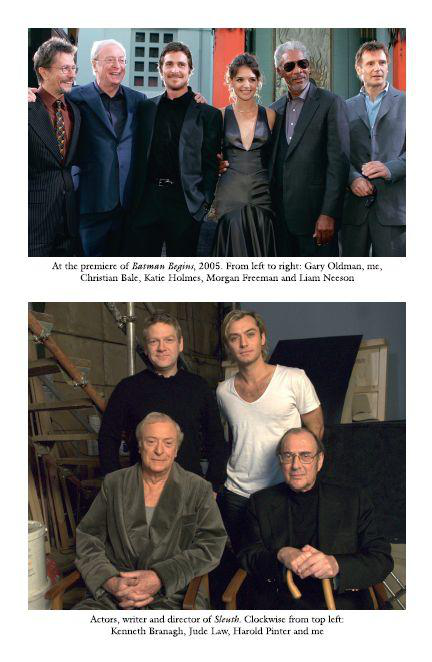 At the premiere of Batman Begins, 2005. From left to right: Gary Oldman, me,
Christian Bale, Katie Holmes, Morgan Freeman and Liam Neeson
Actors, writer and director of Sleuth. Clockwise from top left:
Kenneth Branagh, Jude Law, Harold Pinter and me